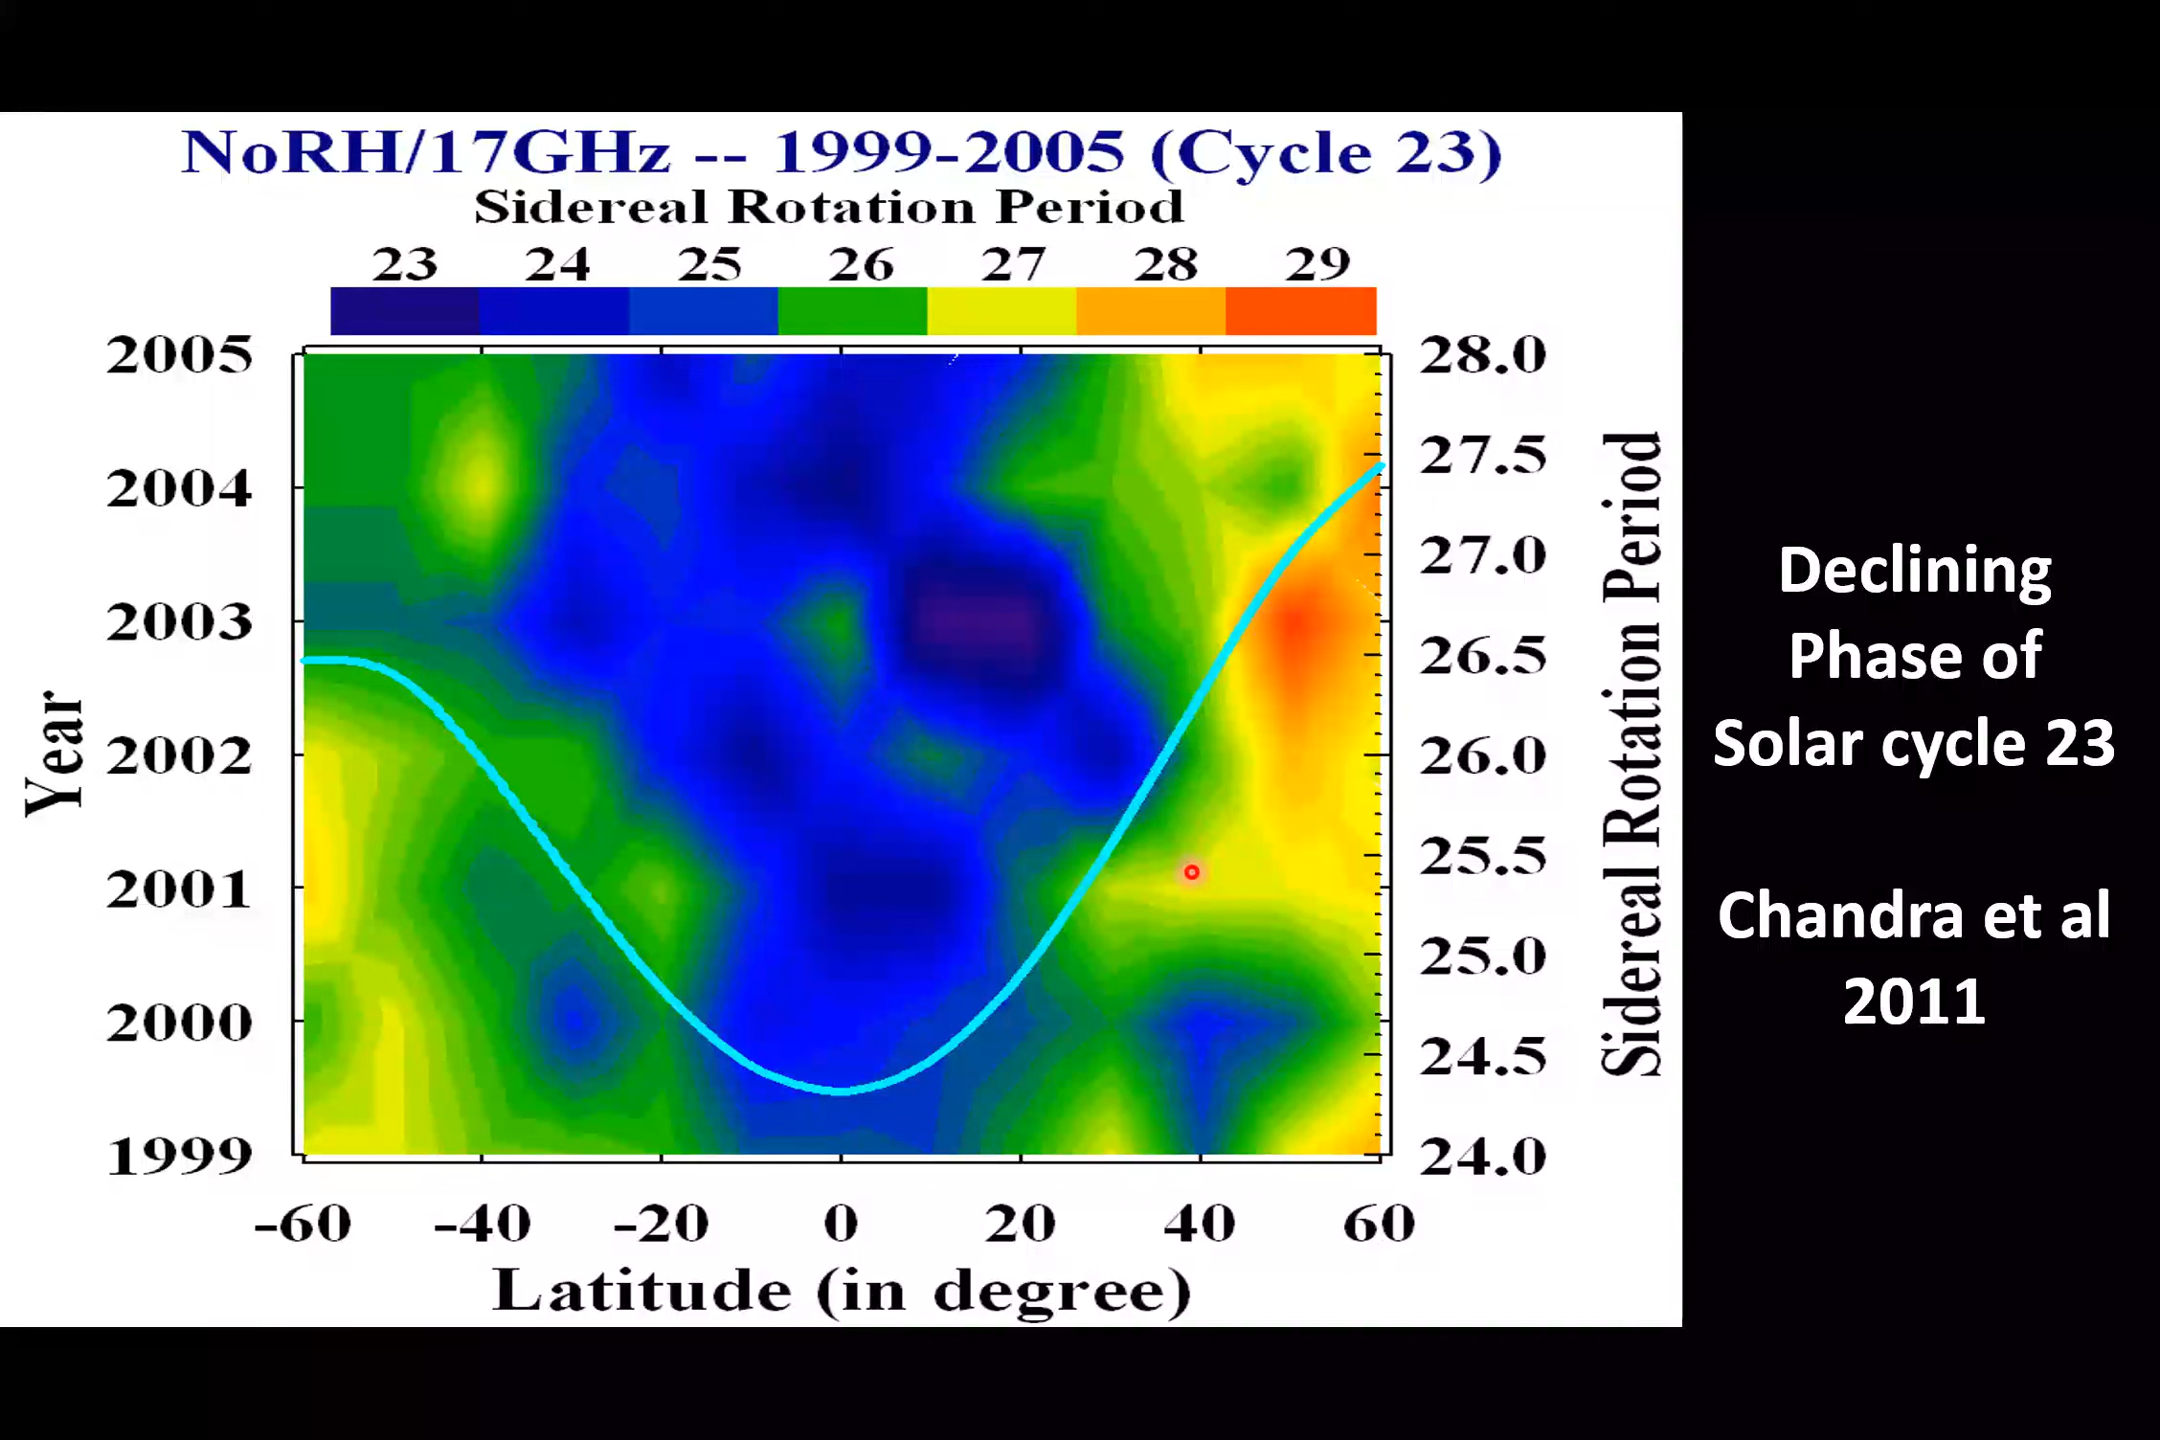 NoRH/17GHz -- 1999-2005 (Cycle 23)
Sidereal Rotation Period
23 24 25 26 27 28 29
2005
2004
2003
2002
2001
2000
1999
Year
-60 -40 -20 0 20 40 60
Latitude (in degree)
28.0
27.5
27.0
26.5
26.0
25.5
25.0
24.5
24.0
Sidereal Rotation Period
Declining
Phase of
Solar cycle 23
Chandra et al
2011